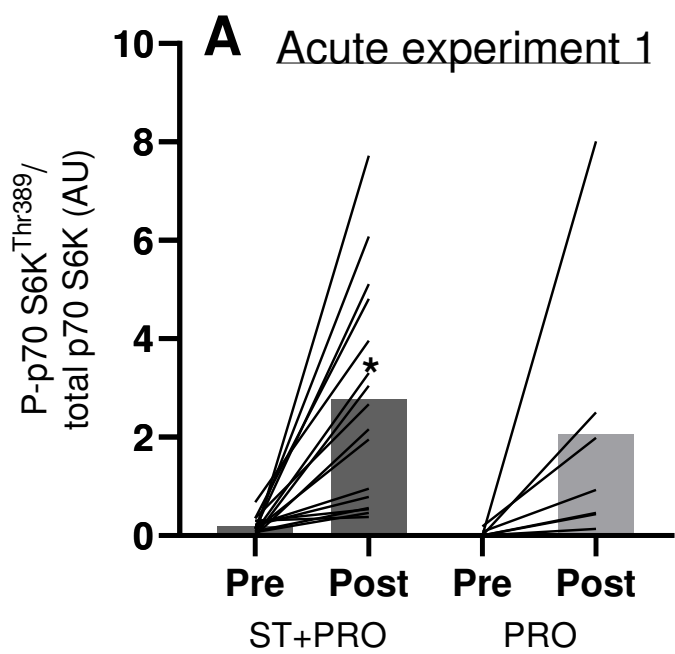 A Acute experiment 1
P-p70 S6K^Thr389/
total p70 S6K (AU)
10
8
6
4
2
0
*
Pre Post Pre Post
ST+PRO PRO